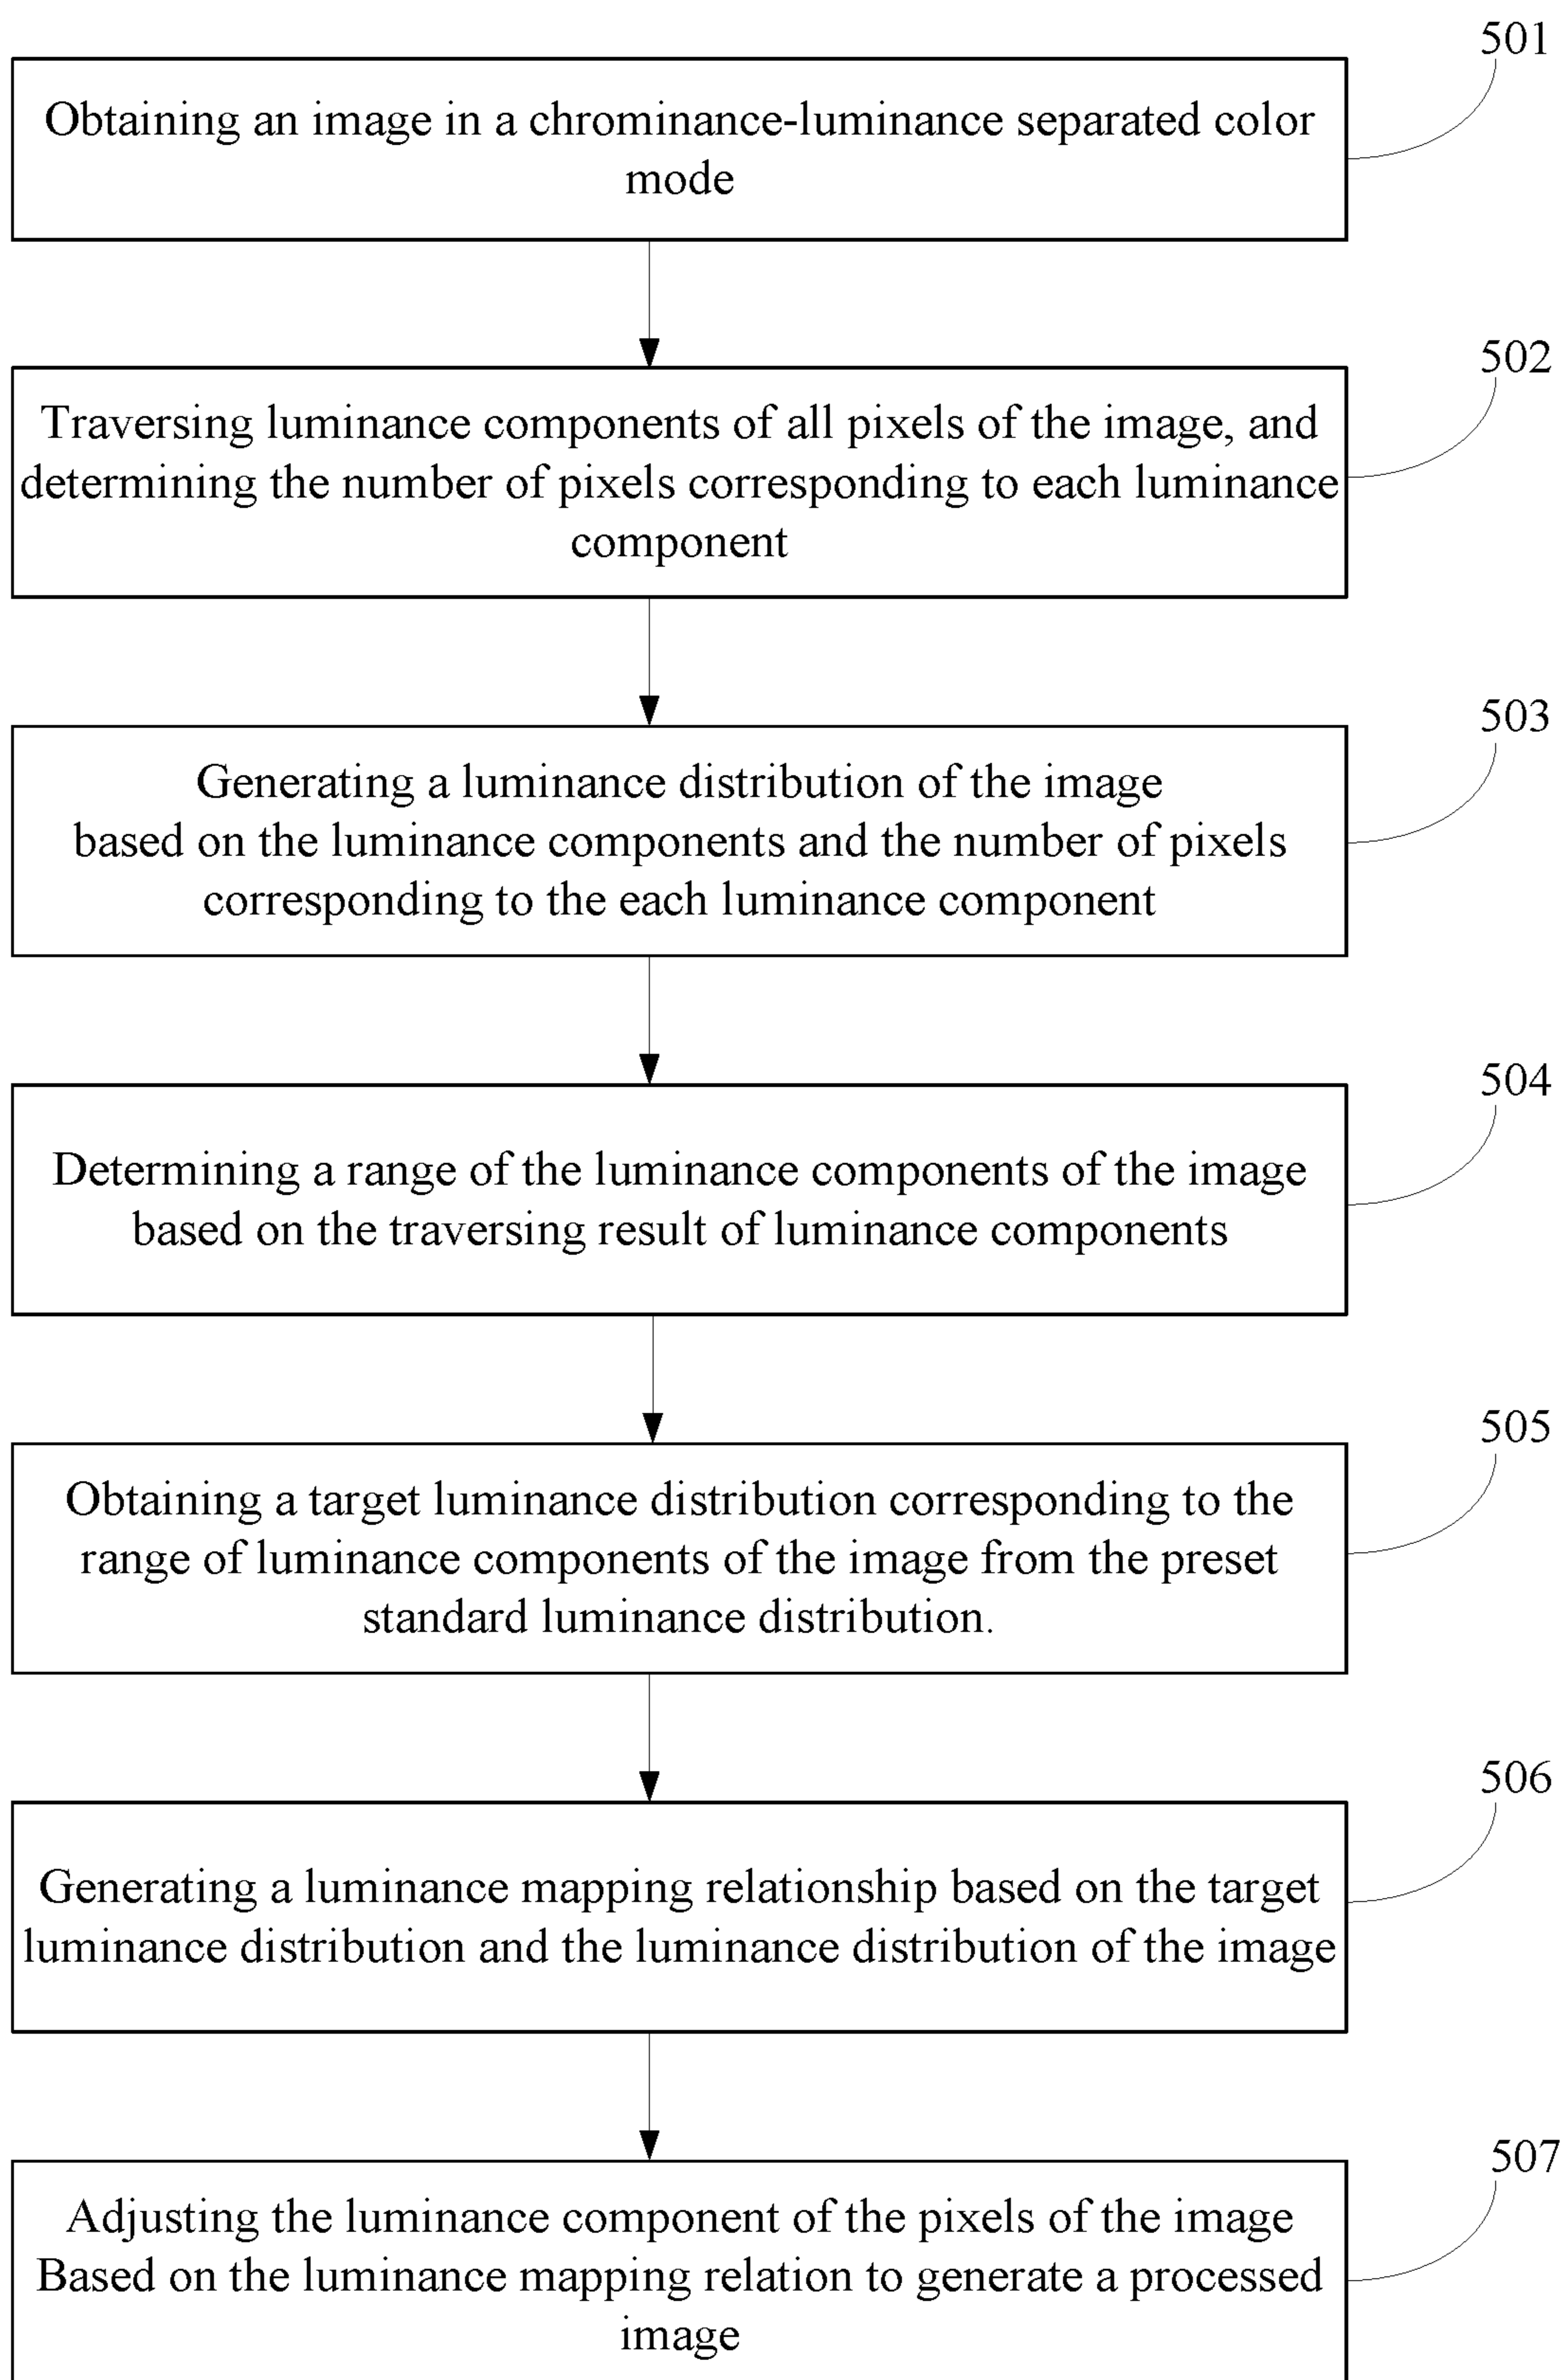 501
Obtaining an image in a chrominance-luminance separated color
mode
502
Traversing luminance components of all pixels of the image, and
determining the number of pixels corresponding to each luminance
component
503
Generating a luminance distribution of the image
based on the luminance components and the number of pixels
corresponding to the each luminance component
504
Determining a range of the luminance components of the image
based on the traversing result of luminance components
505
Obtaining a target luminance distribution corresponding to the
range of luminance components of the image from the preset
standard luminance distribution.
506
Generating a luminance mapping relationship based on the target
luminance distribution and the luminance distribution of the image
507
Adjusting the luminance component of the pixels of the image
Based on the luminance mapping relation to generate a processed
image